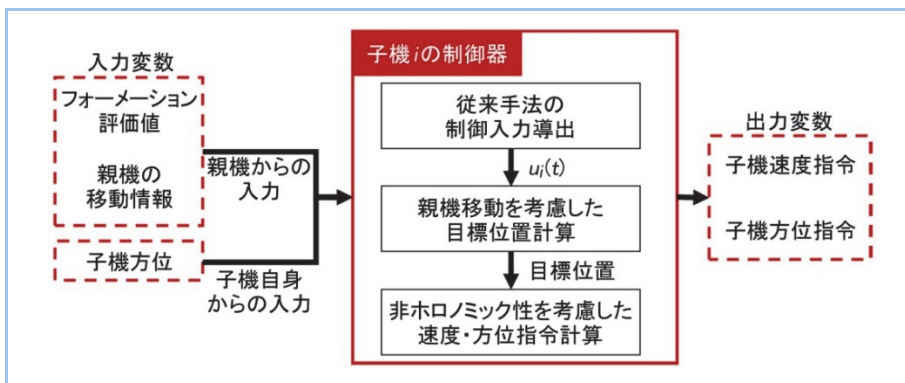 入力変数
フォーメーション
評価値
親機の
移動情報
子機方位
親機からの
入力
子機自身
からの入力
子機iの制御器
従来手法の
制御入力導出
ui(t)
親機移動を考慮した
目標位置計算
目標位置
非ホロノミック性を考慮した
速度・方位指令計算
出力変数
子機速度指令
子機方位指令